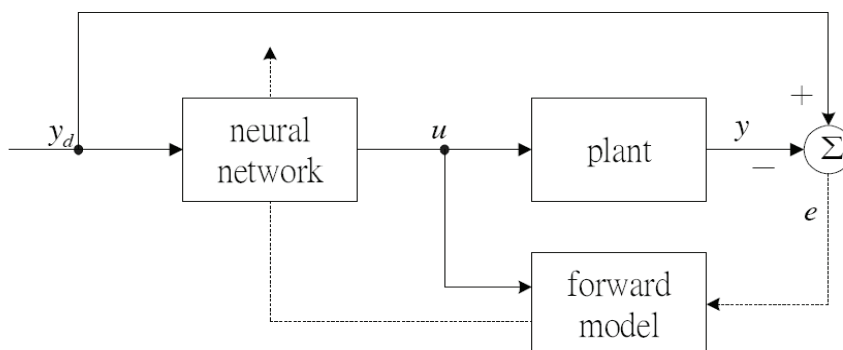 +
y_d
neural
network
u
plant
y
−
Σ
e
forward
model